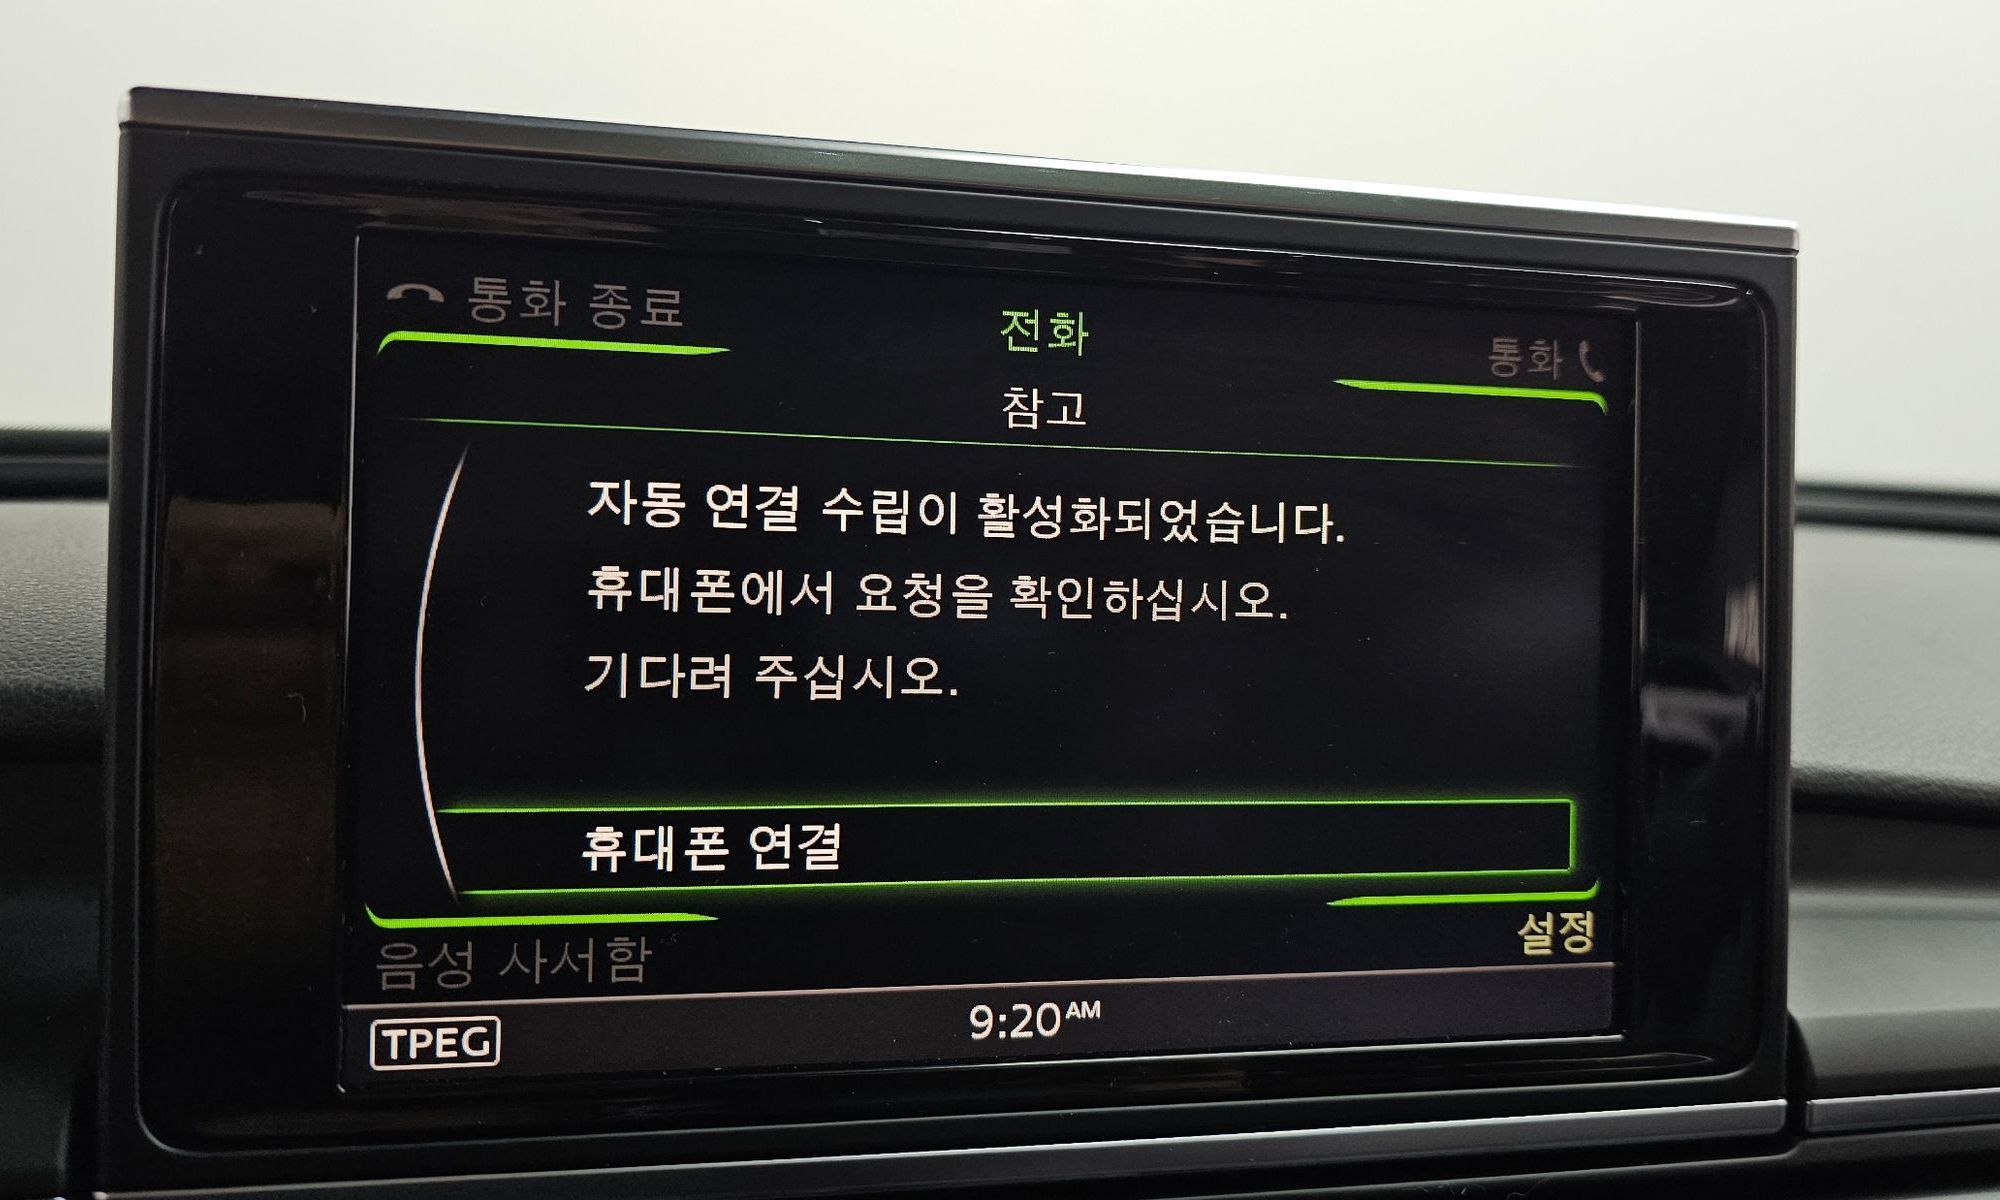 통화 종료
전화
통화
참고
자동 연결 수립이 활성화되었습니다.
휴대폰에서 요청을 확인하십시오.
기다려 주십시오.
휴대폰 연결
음성 사서함
설정
TPEG
9:20AM